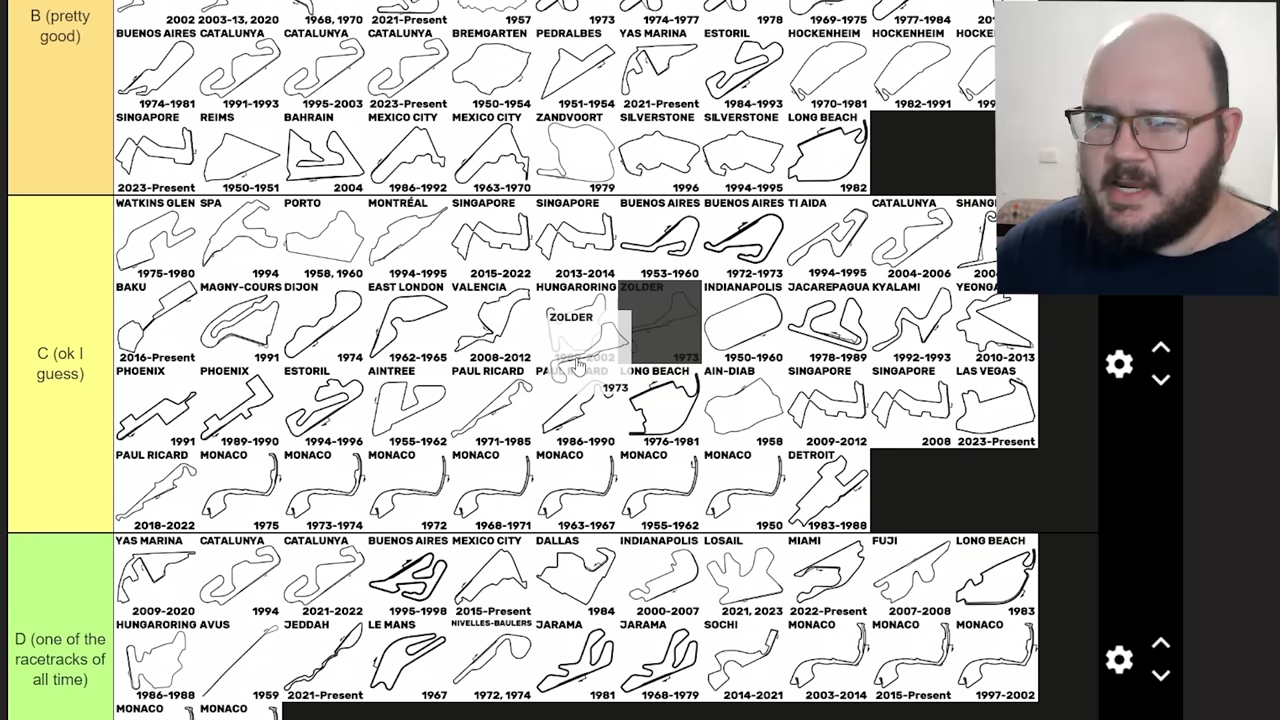 B (pretty
good)
2002 2003-13, 2020 1968, 1970 2021-Present 1957 1973 1974-1977 1978 1969-1975 1977-1984
BUENOS AIRES CATALUNYA CATALUNYA CATALUNYA BREMGARTEN PEDRALBES YAS MARINA ESTORIL HOCKENHEIM HOCKENHEIM
1974-1981 1991-1993 1995-2003 2023-Present 1950-1954 1951-1954 2021-Present 1984-1993 1970-1981 1982-1991
SINGAPORE REIMS BAHRAIN MEXICO CITY MEXICO CITY ZANDVOORT SILVERSTONE SILVERSTONE LONG BEACH
2023-Present 1950-1951 2004 1986-1992 1963-1970 1979 1996 1994-1995 1982
C (ok I
guess)
WATKINS GLEN SPA PORTO MONTRÉAL SINGAPORE SINGAPORE BUENOS AIRES BUENOS AIRES TI AIDA CATALUNYA
1975-1980 1994 1958, 1960 1994-1995 2015-2022 2013-2014 1953-1960 1972-1973 1994-1995 2004-2006
BAKU MAGNY-COURS DIJON EAST LONDON VALENCIA HUNGARORING ZOLDER INDIANAPOLIS JACAREPAGUA KYALAMI YEONGA
ZOLDER
2016-Present 1991 1974 1962-1965 2008-2012 1973 1950-1960 1978-1989 1992-1993 2010-2013
PHOENIX PHOENIX ESTORIL AINTREE PAUL RICARD LONG BEACH AIN-DIAB SINGAPORE SINGAPORE LAS VEGAS
1973
1991 1989-1990 1994-1996 1955-1962 1971-1985 1986-1990 1976-1981 1958 2009-2012 2008 2023-Present
PAUL RICARD MONACO MONACO MONACO MONACO MONACO MONACO MONACO DETROIT
2018-2022 1975 1973-1974 1972 1968-1971 1963-1967 1955-1962 1950 1983-1988
D (one of the
racetracks of
all time)
YAS MARINA CATALUNYA CATALUNYA BUENOS AIRES MEXICO CITY DALLAS INDIANAPOLIS LOSAIL MIAMI FUJI LONG BEACH
2009-2020 1994 2021-2022 1995-1998 2015-Present 1984 2000-2007 2021, 2023 2022-Present 2007-2008 1983
HUNGARORING AVUS JEDDAH LE MANS NIVELLES-BAULERS JARAMA JARAMA SOCHI MONACO MONACO MONACO
1986-1988 1959 2021-Present 1967 1972, 1974 1981 1968-1979 2014-2021 2003-2014 2015-Present 1997-2002
MONACO MONACO